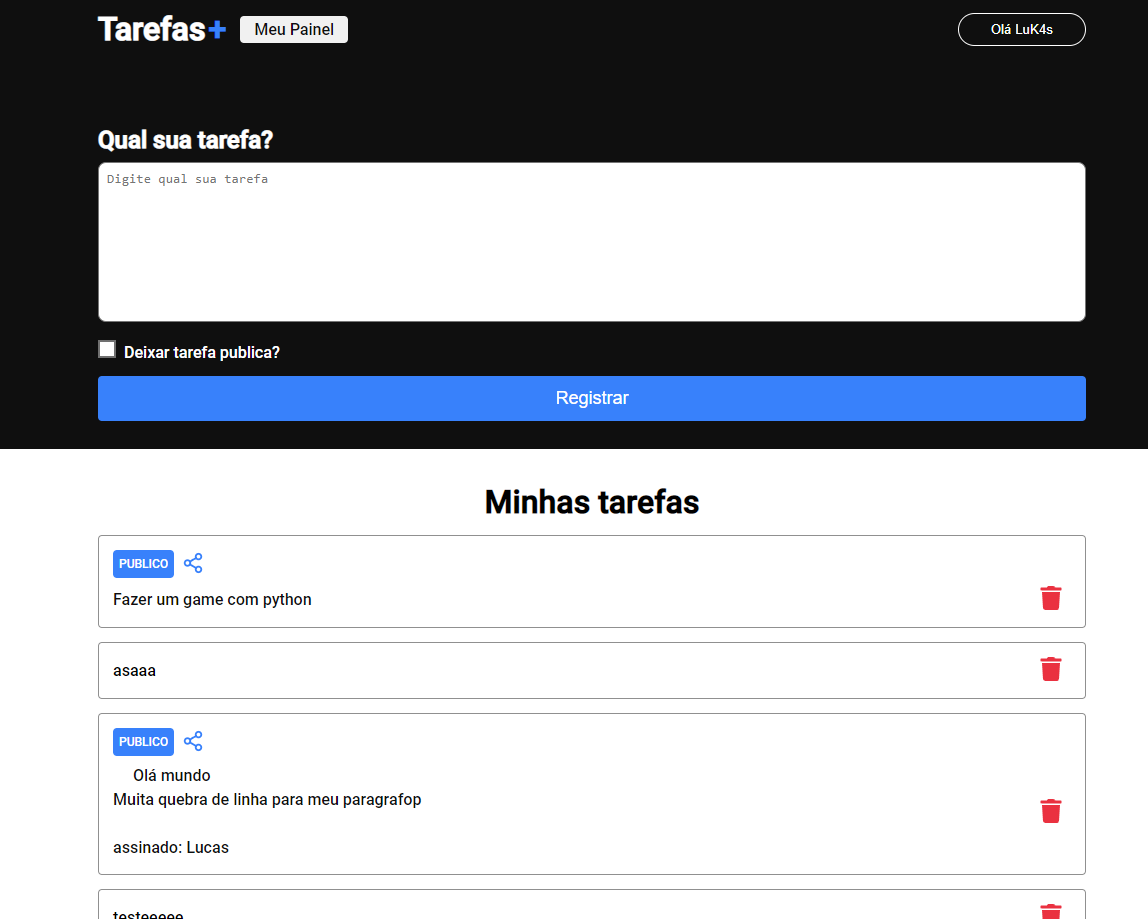 Tarefas+ Meu Painel Olá LuK4s
Qual sua tarefa?
Digite qual sua tarefa
Deixar tarefa publica?
Registrar
Minhas tarefas
PUBLICO
Fazer um game com python
asaaa
PUBLICO
Olá mundo
Muita quebra de linha para meu paragrafop
assinado: Lucas
testeeeee